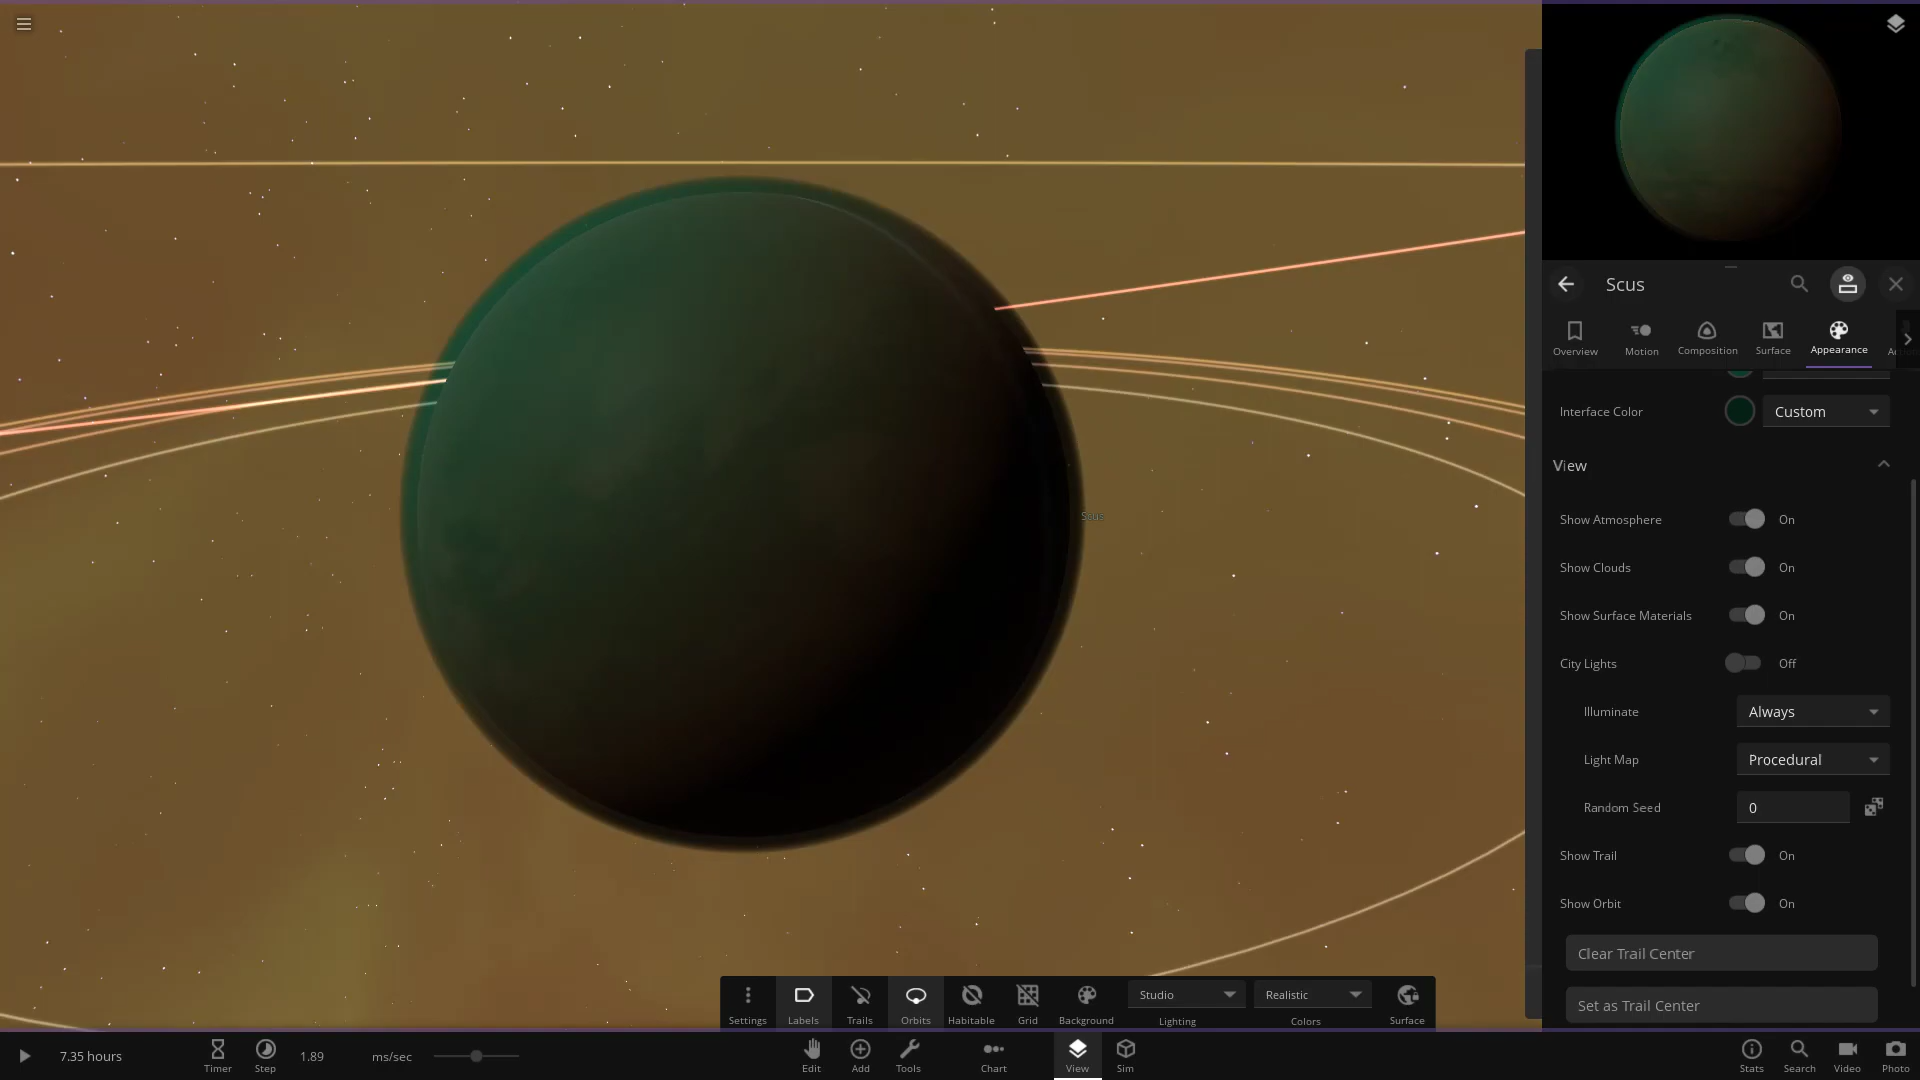 Scus
Overview
Motion
Composition
Surface
Appearance
Interface Color
Custom
View
Show Atmosphere
On
Show Clouds
On
Show Surface Materials
On
City Lights
Off
Illuminate
Always
Light Map
Procedural
Random Seed
0
Show Trail
On
Show Orbit
On
Clear Trail Center
Set as Trail Center
Scus
Settings
Labels
Trails
Orbits
Habitable
Grid
Background
Studio
Lighting
Realistic
Colors
Surface
7.35 hours
Timer
Step
1.89
ms/sec
Edit
Add
Tools
Chart
View
Sim
Stats
Search
Video
Photo